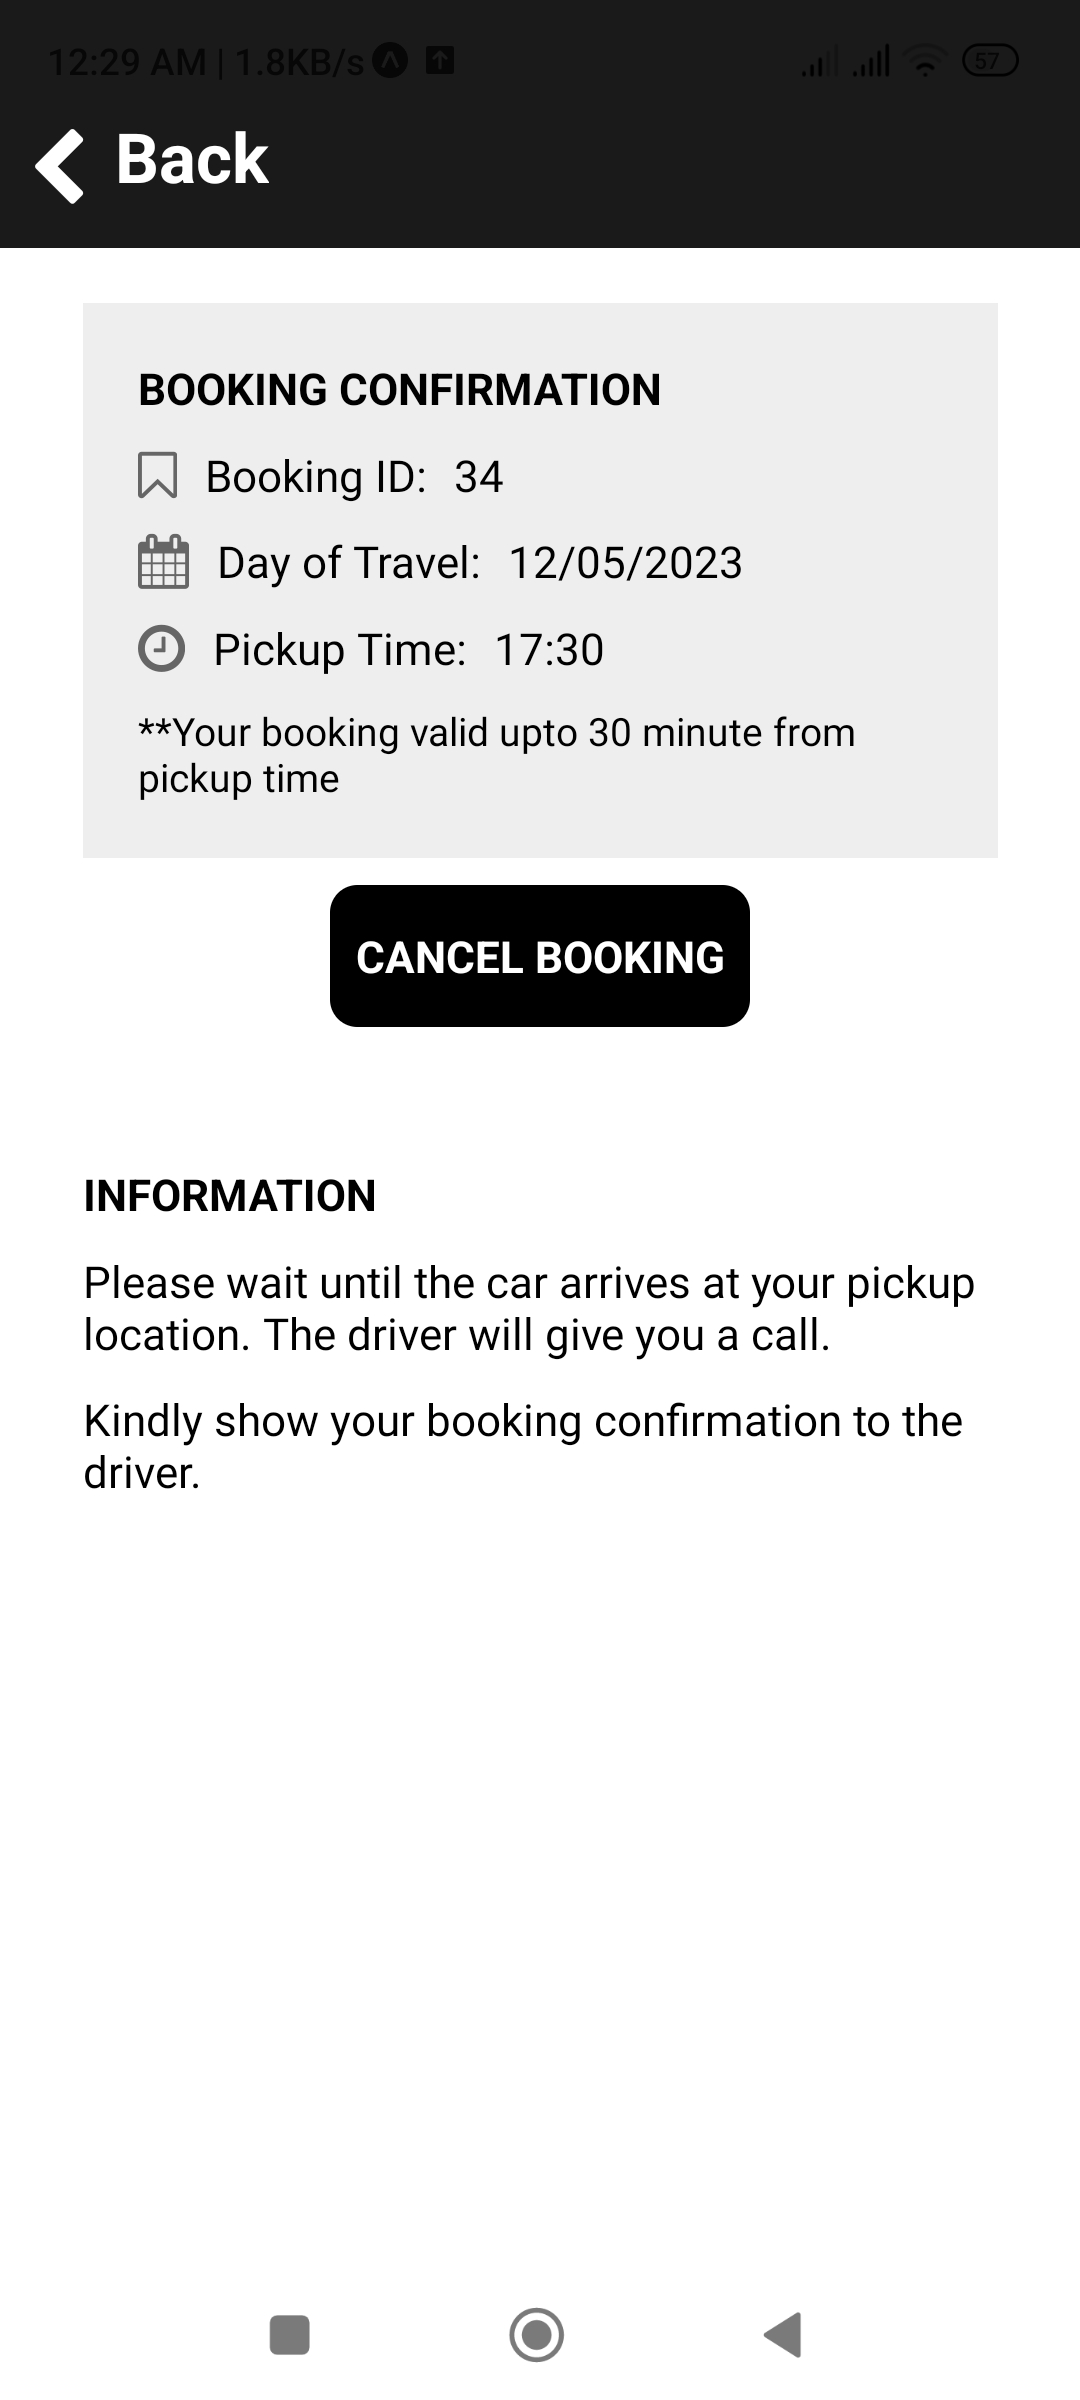 12:29 AM | 1.8KB/s
57
Back
BOOKING CONFIRMATION
Booking ID: 34
Day of Travel: 12/05/2023
Pickup Time: 17:30
**Your booking valid upto 30 minute from
pickup time
CANCEL BOOKING
INFORMATION
Please wait until the car arrives at your pickup
location. The driver will give you a call.
Kindly show your booking confirmation to the
driver.